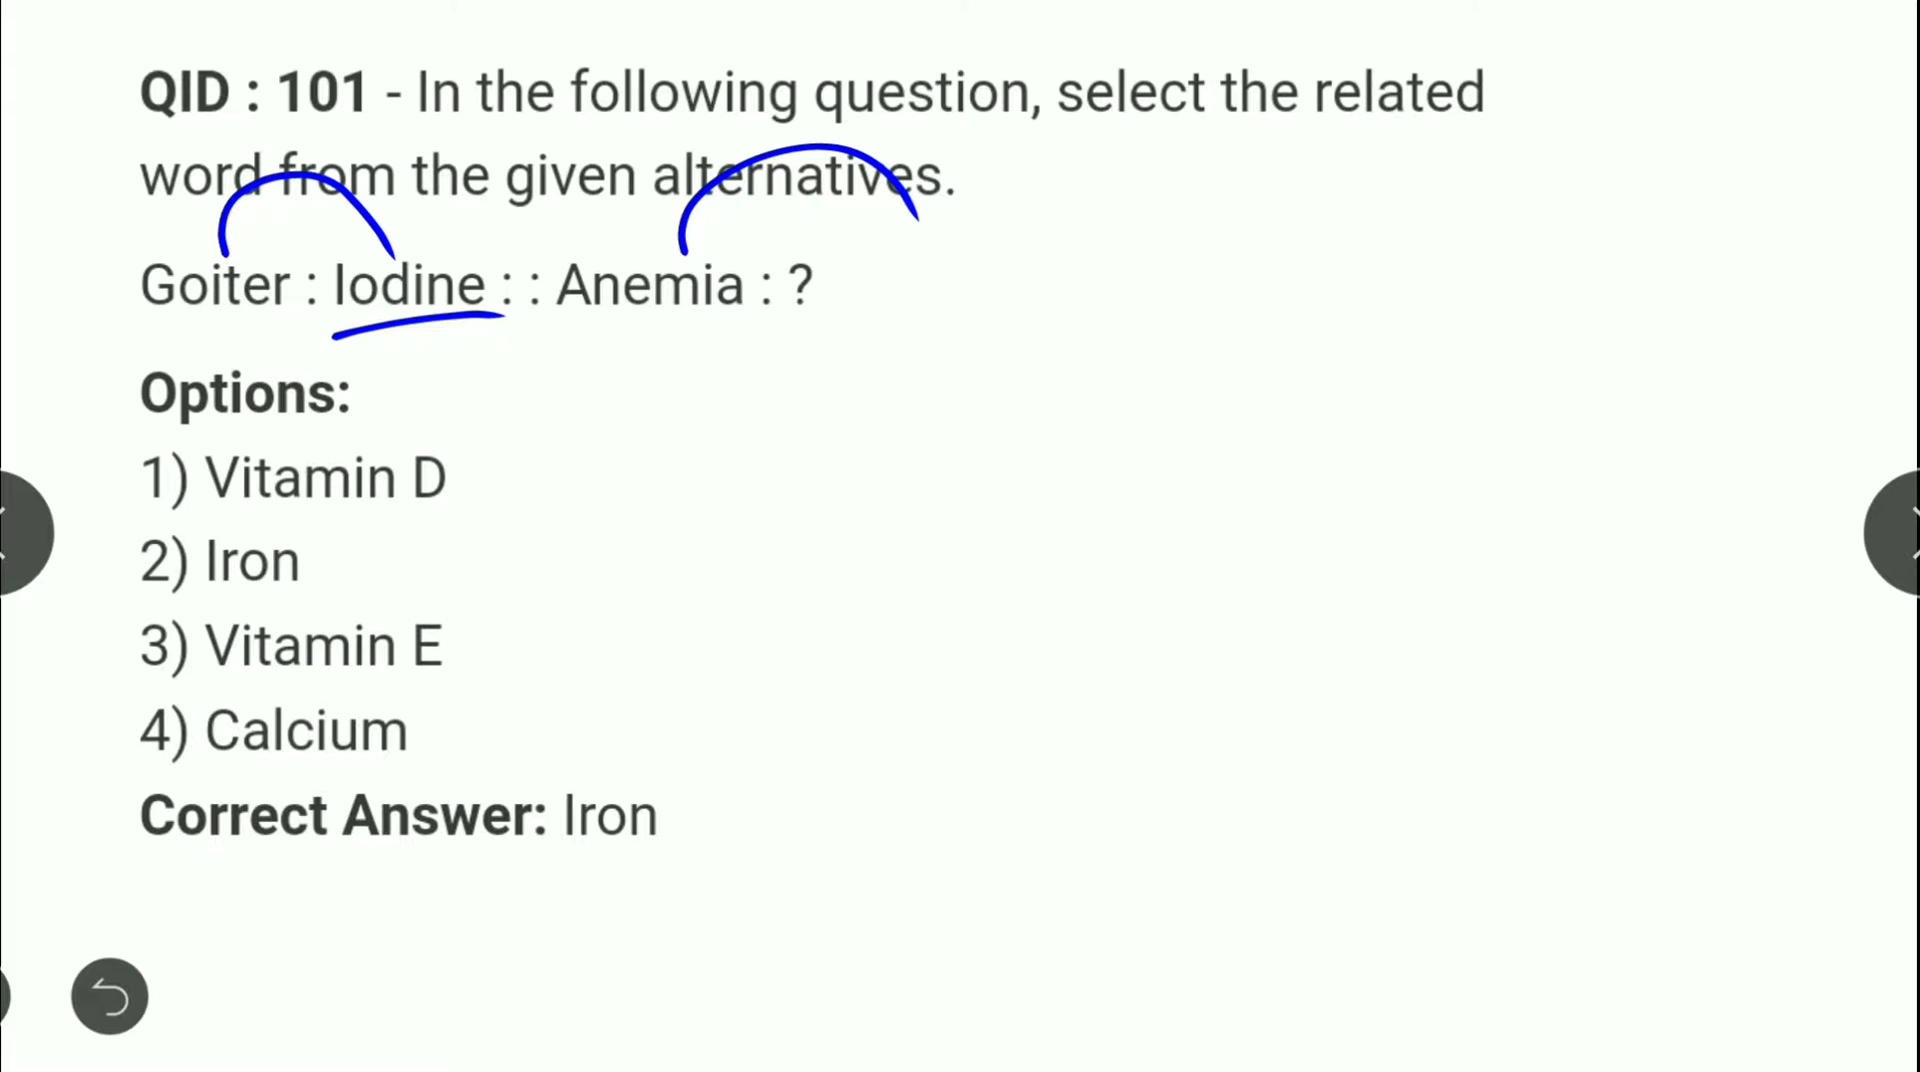 QID : 101 - In the following question, select the related
word from the given alternatives.
Goiter : Iodine : : Anemia : ?
Options:
1) Vitamin D
2) Iron
3) Vitamin E
4) Calcium
Correct Answer: Iron